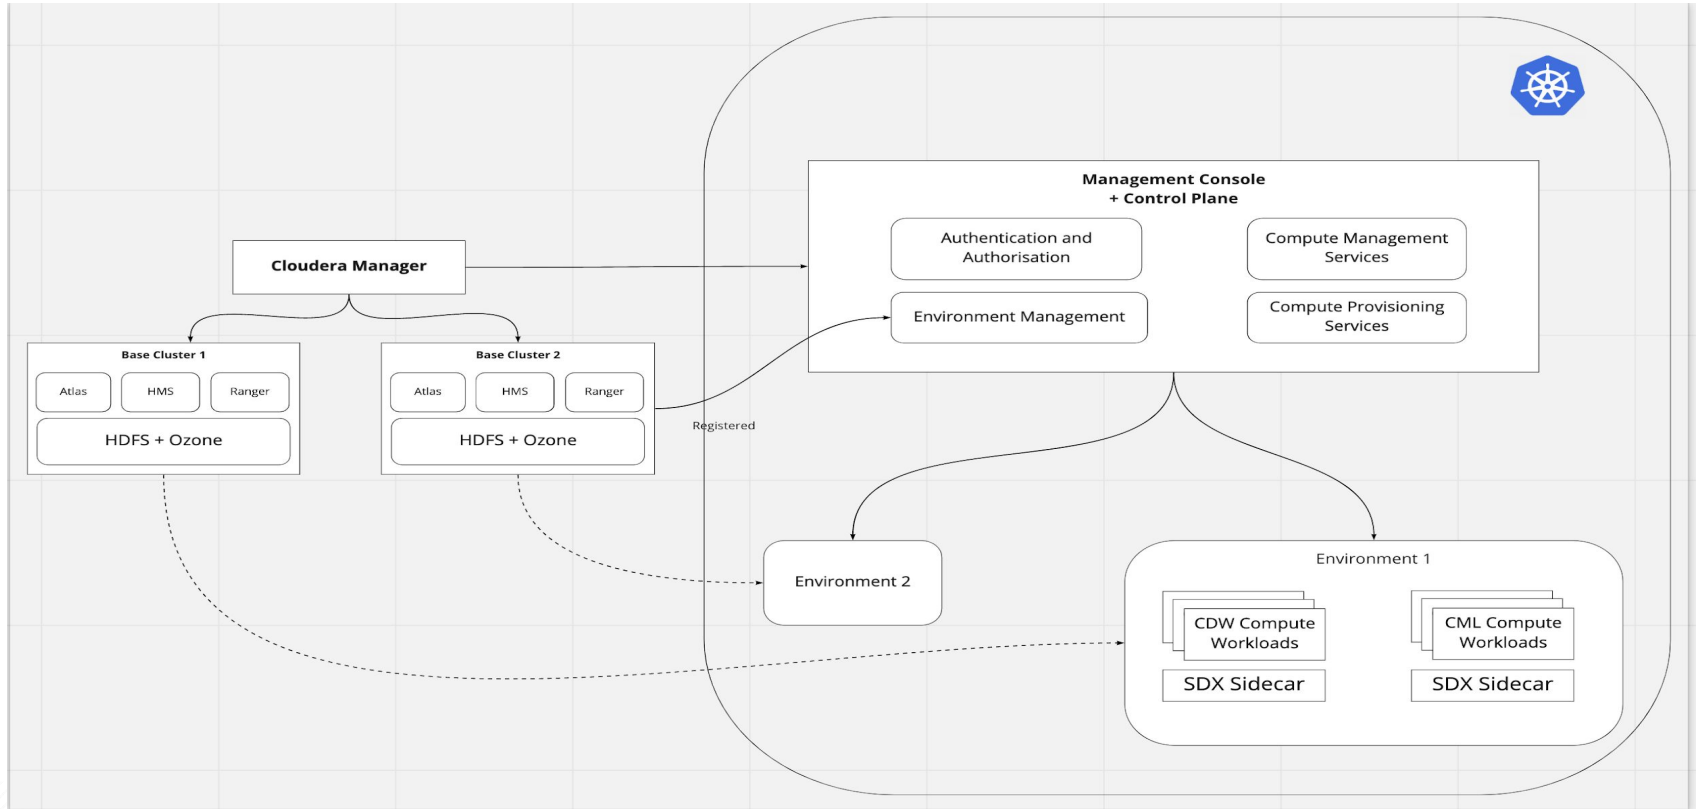 Management Console
+ Control Plane
Authentication and
Authorisation
Compute Management
Services
Environment Management
Compute Provisioning
Services
Cloudera Manager
Base Cluster 1
Atlas
HMS
Ranger
HDFS + Ozone
Base Cluster 2
Atlas
HMS
Ranger
HDFS + Ozone
Registered
Environment 2
Environment 1
CDW Compute
Workloads
SDX Sidecar
CML Compute
Workloads
SDX Sidecar